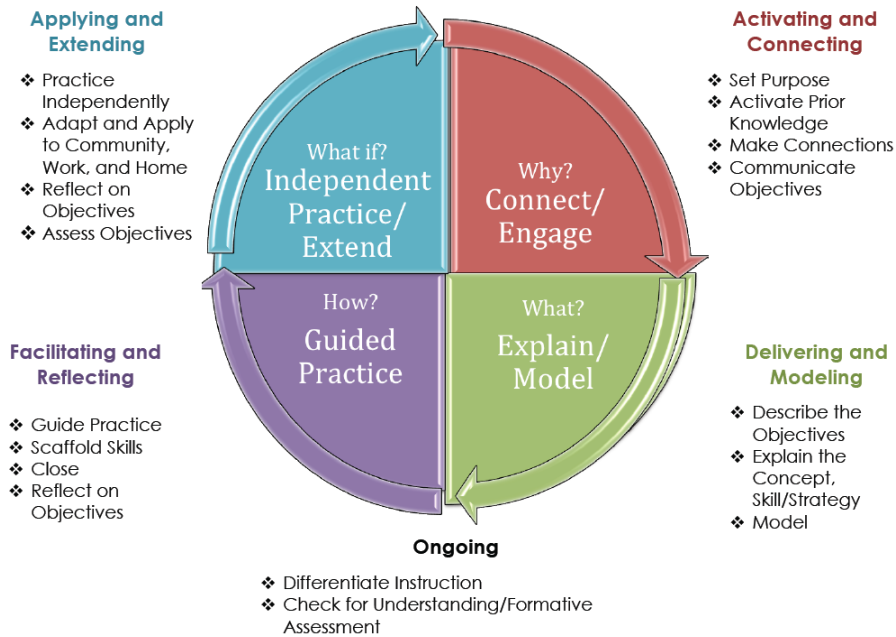 Applying and
Extending
❖ Practice
Independently
❖ Adapt and Apply
to Community,
Work, and Home
❖ Reflect on
Objectives
❖ Assess Objectives
What if?
Independent
Practice/
Extend
Why?
Connect/
Engage
Activating and
Connecting
❖ Set Purpose
❖ Activate Prior
Knowledge
❖ Make Connections
❖ Communicate
Objectives
Facilitating and
Reflecting
❖ Guide Practice
❖ Scaffold Skills
❖ Close
❖ Reflect on
Objectives
How?
Guided
Practice
What?
Explain/
Model
Delivering and
Modeling
❖ Describe the
Objectives
❖ Explain the
Concept,
Skill/Strategy
❖ Model
Ongoing
❖ Differentiate Instruction
❖ Check for Understanding/Formative
Assessment